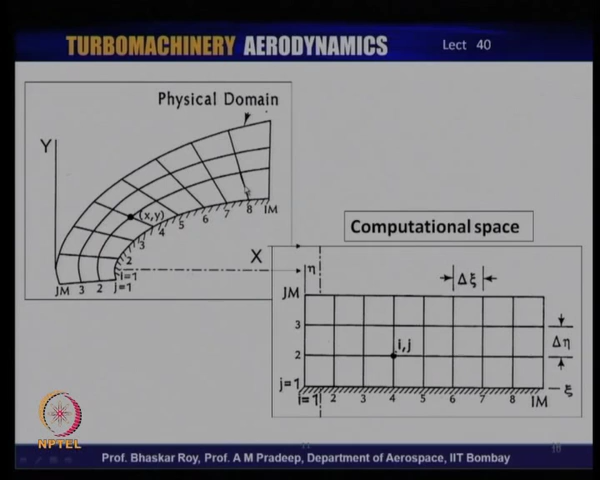 TURBOMACHINERY AERODYNAMICS
Lect 40
Physical Domain
Y
(x,y)
X
i=1 2 3 4 5 6 7 8 IM
JM 3 2 j=1
Computational space
η
Δξ
JM
3
2
j=1
i,j
Δη
ξ
i=1 2 3 4 5 6 7 8 IM
NPTEL
Prof. Bhaskar Roy, Prof. A M Pradeep, Department of Aerospace, IIT Bombay